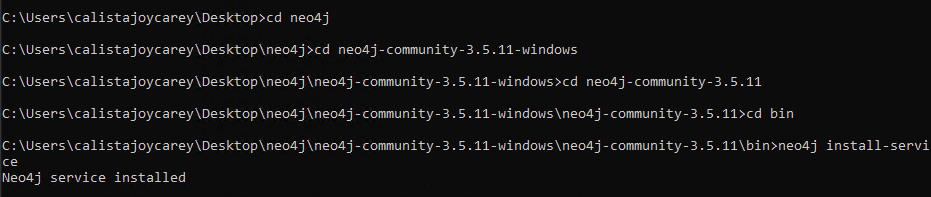 C:\Users\calistajoycarey\Desktop>cd neo4j
C:\Users\calistajoycarey\Desktop\neo4j>cd neo4j-community-3.5.11-windows
C:\Users\calistajoycarey\Desktop\neo4j\neo4j-community-3.5.11-windows>cd neo4j-community-3.5.11
C:\Users\calistajoycarey\Desktop\neo4j\neo4j-community-3.5.11-windows\neo4j-community-3.5.11>cd bin
C:\Users\calistajoycarey\Desktop\neo4j\neo4j-community-3.5.11-windows\neo4j-community-3.5.11\bin>neo4j install-servi
ce
Neo4j service installed